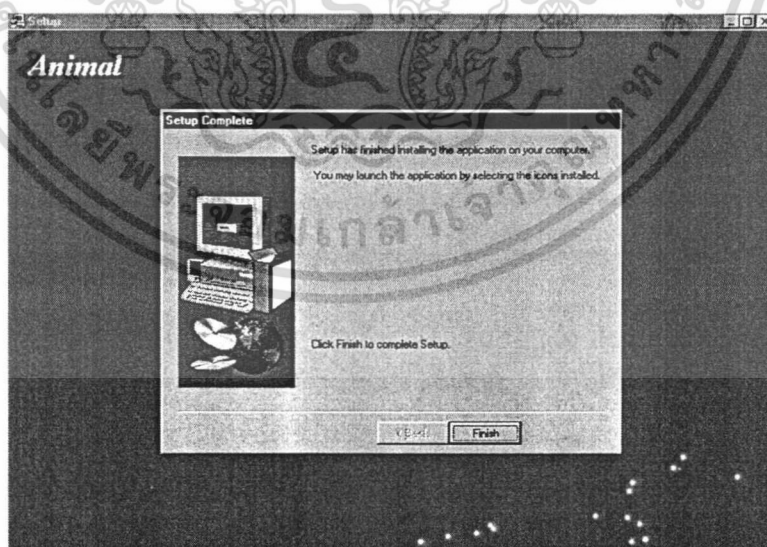 Setup
Animal
Setup Complete
Setup has finished installing the application on your computer.
You may launch the application by selecting the icons installed.
Click Finish to complete Setup.
< Back
Finish